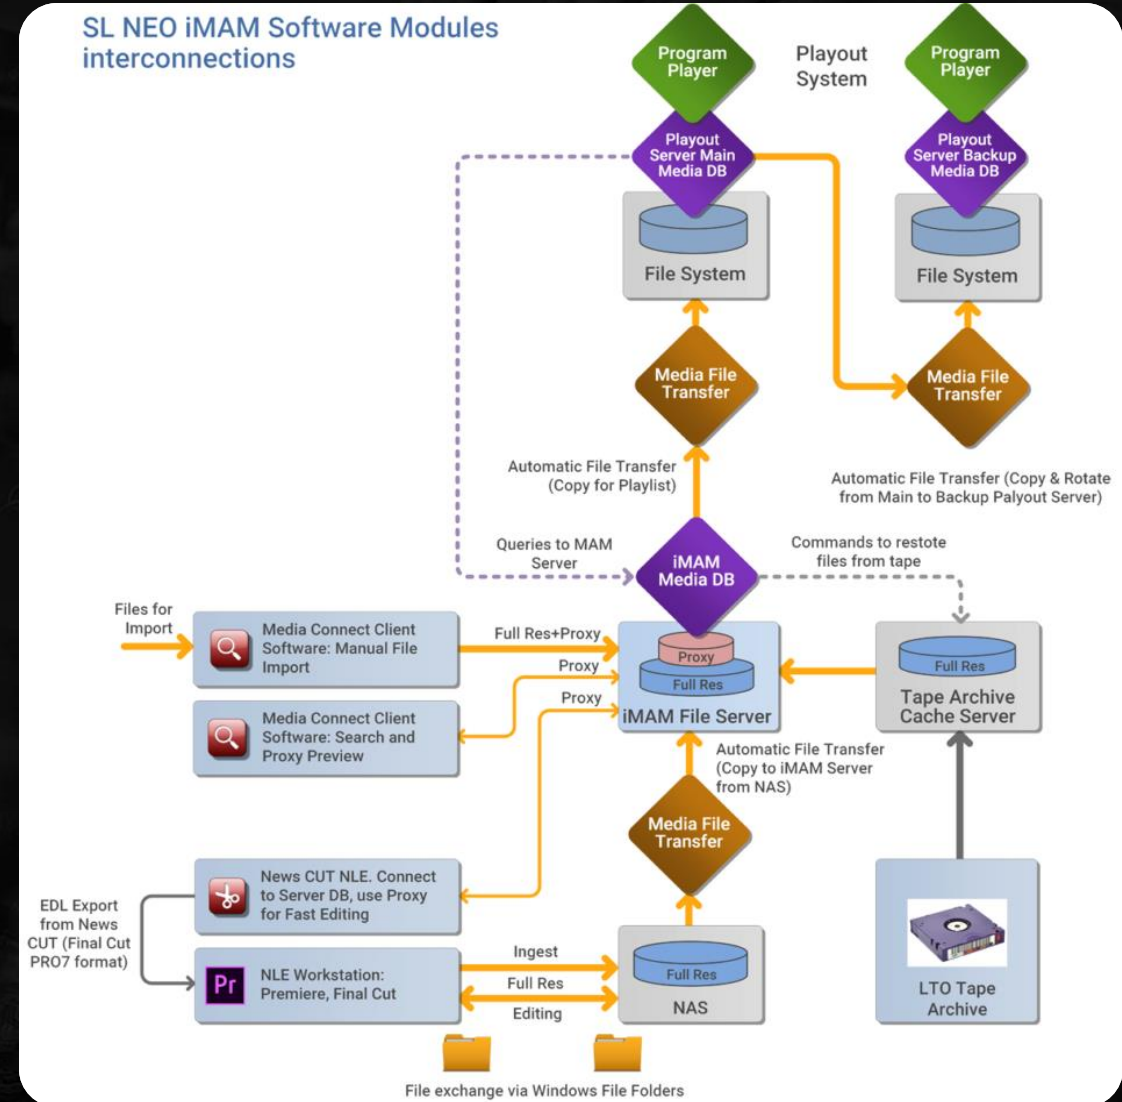 SL NEO iMAM Software Modules
interconnections
Program
Player
Playout
System
Program
Player
Playout
Server Main
Media DB
Playout
Server Backup
Media DB
File System
File System
Media File
Transfer
Media File
Transfer
Automatic File Transfer
(Copy for Playlist)
Automatic File Transfer (Copy & Rotate
from Main to Backup Palyout Server)
Queries to MAM
Server
iMAM
Media DB
Commands to restote
files from tape
Files for
Import
Media Connect Client
Software: Manual File
Import
Full Res+Proxy
Proxy
Proxy
Proxy
Full Res
iMAM File Server
Full Res
Tape Archive
Cache Server
Media Connect Client
Software: Search and
Proxy Preview
Automatic File Transfer
(Copy to iMAM Server
from NAS)
Media File
Transfer
News CUT NLE. Connect
to Server DB, use Proxy
for Fast Editing
EDL Export
from News
CUT (Final Cut
PRO7 format)
Pr
NLE Workstation:
Premiere, Final Cut
Ingest
Full Res
Editing
Full Res
NAS
LTO Tape
Archive
File exchange via Windows File Folders